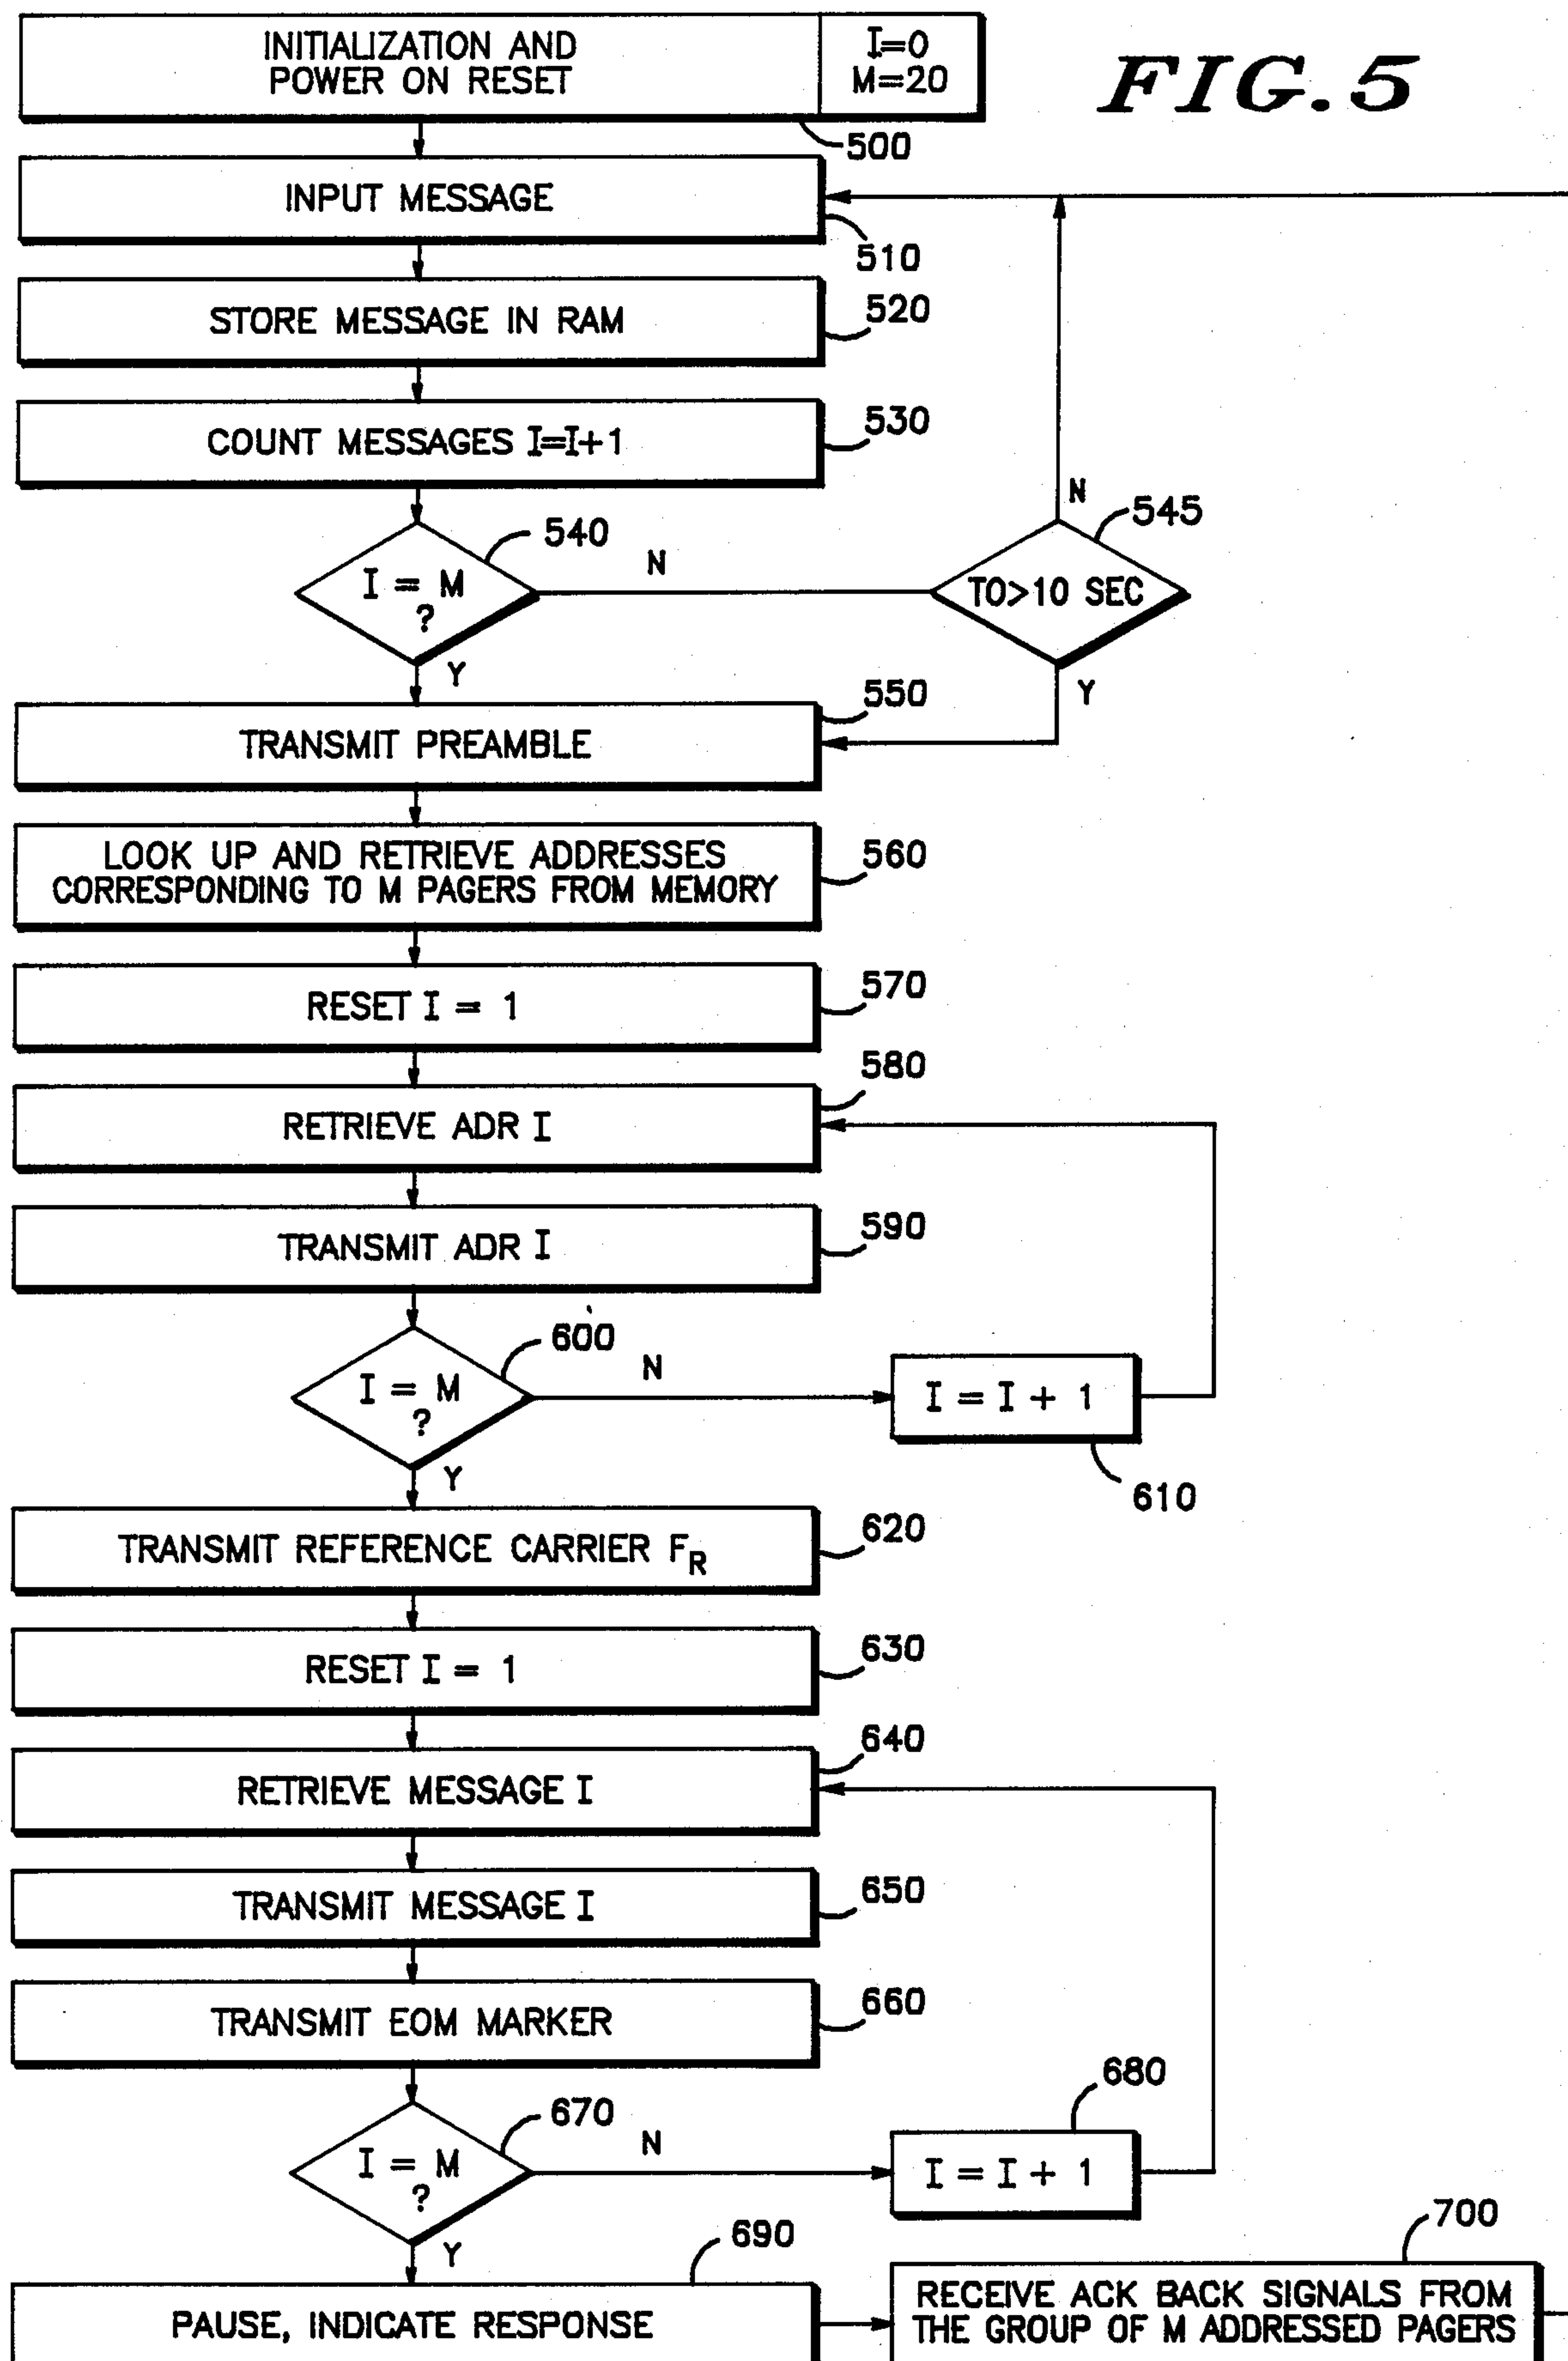 INITIALIZATION AND
POWER ON RESET
I=0
M=20
FIG.5
500
INPUT MESSAGE
510
STORE MESSAGE IN RAM
520
COUNT MESSAGES I=I+1
530
I = M
?
540
N
TO>10 SEC
545
N
Y
Y
TRANSMIT PREAMBLE
550
LOOK UP AND RETRIEVE ADDRESSES
CORRESPONDING TO M PAGERS FROM MEMORY
560
RESET I = 1
570
RETRIEVE ADR I
580
TRANSMIT ADR I
590
I = M
?
600
N
I = I + 1
610
Y
TRANSMIT REFERENCE CARRIER FR
620
RESET I = 1
630
RETRIEVE MESSAGE I
640
TRANSMIT MESSAGE I
650
TRANSMIT EOM MARKER
660
I = M
?
670
N
I = I + 1
680
Y
PAUSE, INDICATE RESPONSE
690
RECEIVE ACK BACK SIGNALS FROM
THE GROUP OF M ADDRESSED PAGERS
700